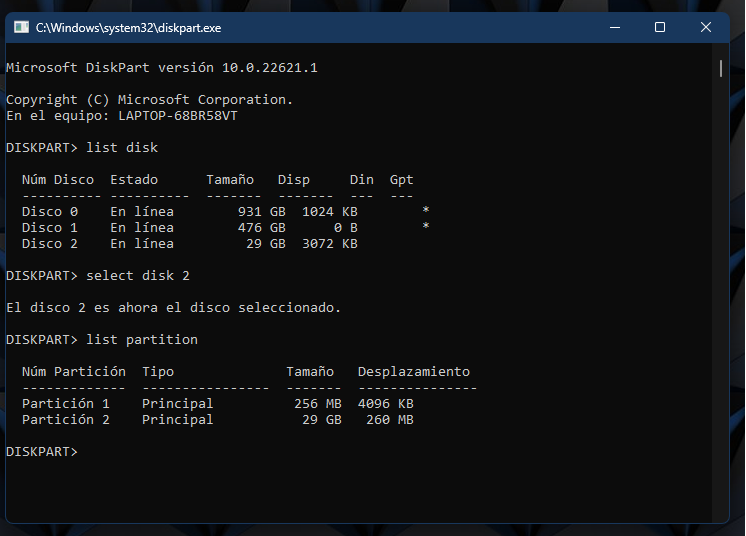 C:\Windows\system32\diskpart.exe
Microsoft DiskPart versión 10.0.22621.1
Copyright (C) Microsoft Corporation.
En el equipo: LAPTOP-68BR58VT
DISKPART> list disk
  Núm Disco  Estado      Tamaño   Disp     Din  Gpt
  ---------- ----------  -------  -------  ---  ---
  Disco 0    En línea        931 GB  1024 KB        *
  Disco 1    En línea        476 GB      0 B        *
  Disco 2    En línea         29 GB  3072 KB
DISKPART> select disk 2
El disco 2 es ahora el disco seleccionado.
DISKPART> list partition
  Núm Partición  Tipo              Tamaño   Desplazamiento
  -------------  ----------------  -------  ---------------
  Partición 1    Principal          256 MB  4096 KB
  Partición 2    Principal           29 GB   260 MB
DISKPART>